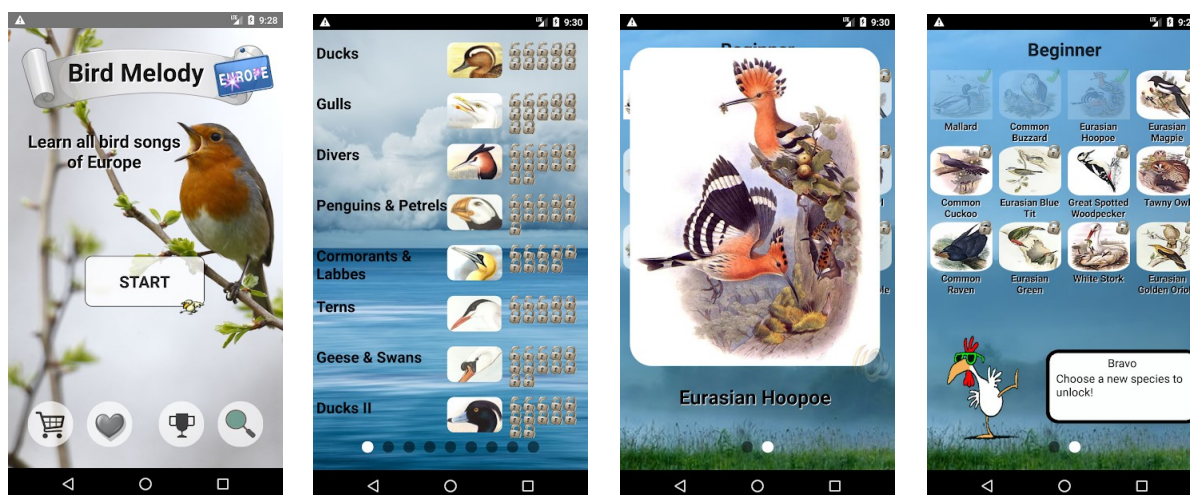 9:28
Bird Melody
EUROPE
Learn all bird songs
of Europe
START
9:30
Ducks
Gulls
Divers
Penguins & Petrels
Cormorants &
Labbes
Terns
Geese & Swans
Ducks II
9:30
Eurasian Hoopoe
Beginner
Mallard
Common
Buzzard
Eurasian
Hoopoe
Eurasian
Magpie
Common
Cuckoo
Eurasian Blue
Tit
Great Spotted
Woodpecker
Tawny Owl
Common
Raven
Eurasian
Green
White Stork
Eurasian
Golden Oriol
Bravo
Choose a new species to
unlock!